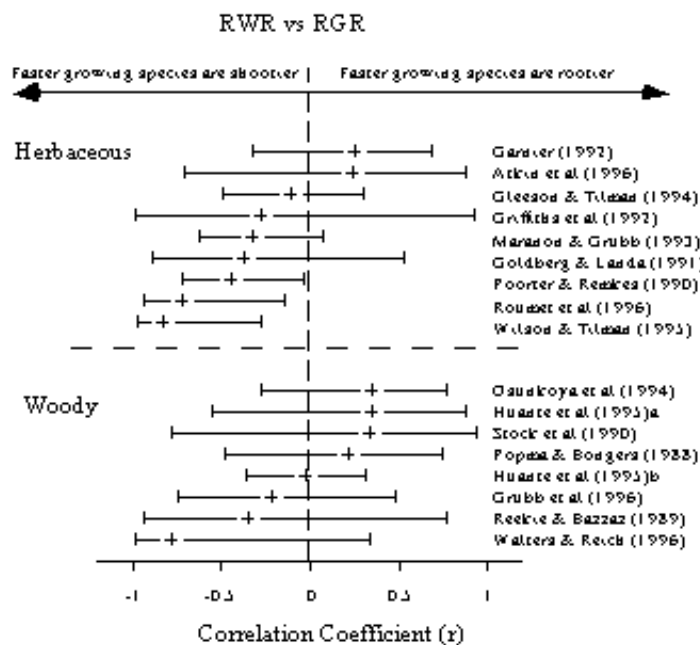 RWR vs RGR
Faster growing species are shootier
Faster growing species are rootier
Herbaceous
Garnier (1992)
Atkin et al (1996)
Gleeson & Tilman (1994)
Griffiths et al (1992)
Maranon & Grubb (1993)
Goldberg & Landa (1991)
Poorter & Remkes (1990)
Roumet et al (1996)
Wilson & Tilman (1995)
Woody
Osunkoya et al (1994)
Huante et al (1995)a
Stock et al (1990)
Popma & Bongers (1988)
Huante et al (1995)b
Grubb et al (1996)
Reekie & Bazzaz (1989)
Walters & Reich (1996)
-1 -0.5 0 0.5 1
Correlation Coefficient (r)